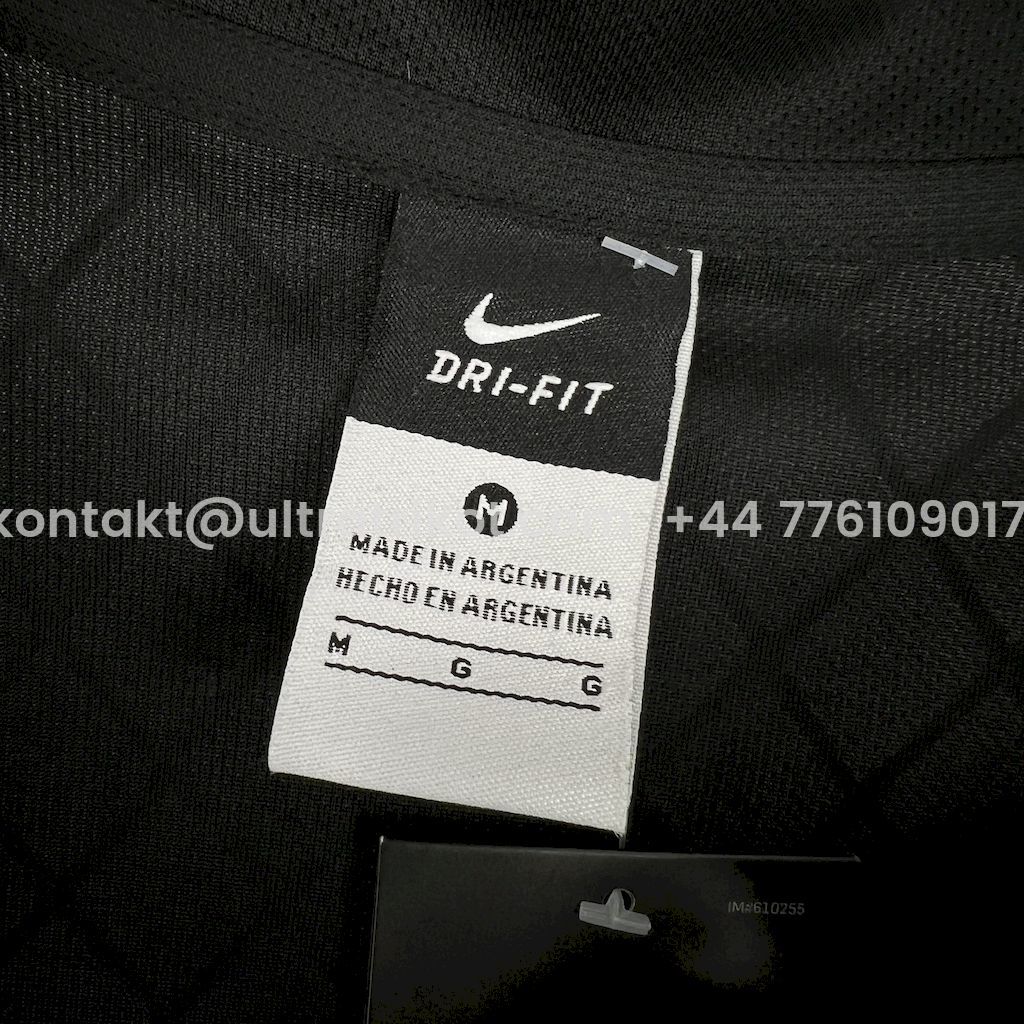 DRI-FIT
M
+44 776109017
MADE IN ARGENTINA
HECHO EN ARGENTINA
M G G
IM#610255